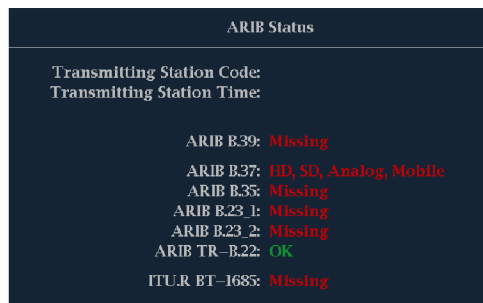 ARIB Status
Transmitting Station Code:
Transmitting Station Time:
ARIB B.39: Missing
ARIB B.37: HD, SD, Analog, Mobile
ARIB B.35: Missing
ARIB B.23_1: Missing
ARIB B.23_2: Missing
ARIB TR–B.22: OK
ITU.R BT–1685: Missing